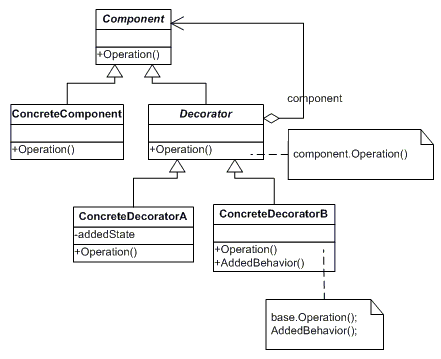 Component
+Operation()
component
ConcreteComponent
+Operation()
Decorator
+Operation()
component.Operation()
ConcreteDecoratorA
-addedState
+Operation()
ConcreteDecoratorB
+Operation()
+AddedBehavior()
base.Operation();
AddedBehavior();